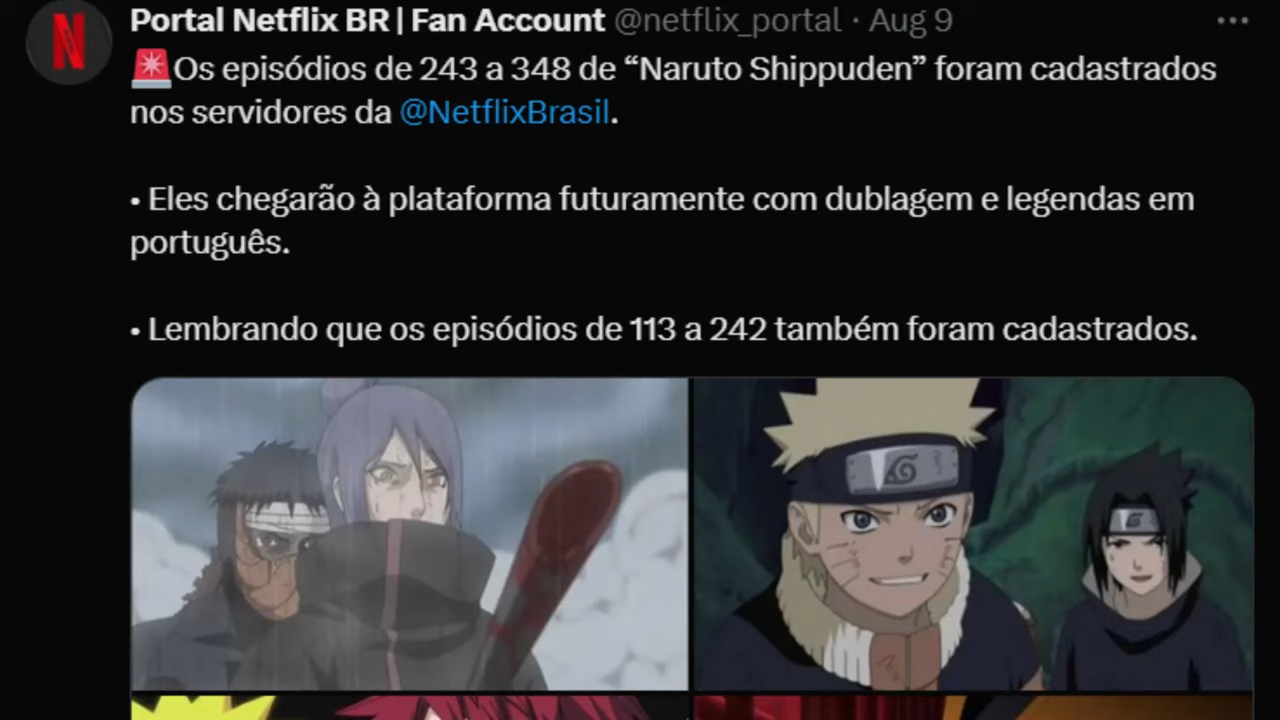 Portal Netflix BR | Fan Account @netflix_portal · Aug 9
🚨Os episódios de 243 a 348 de “Naruto Shippuden” foram cadastrados
nos servidores da @NetflixBrasil.
• Eles chegarão à plataforma futuramente com dublagem e legendas em
português.
• Lembrando que os episódios de 113 a 242 também foram cadastrados.